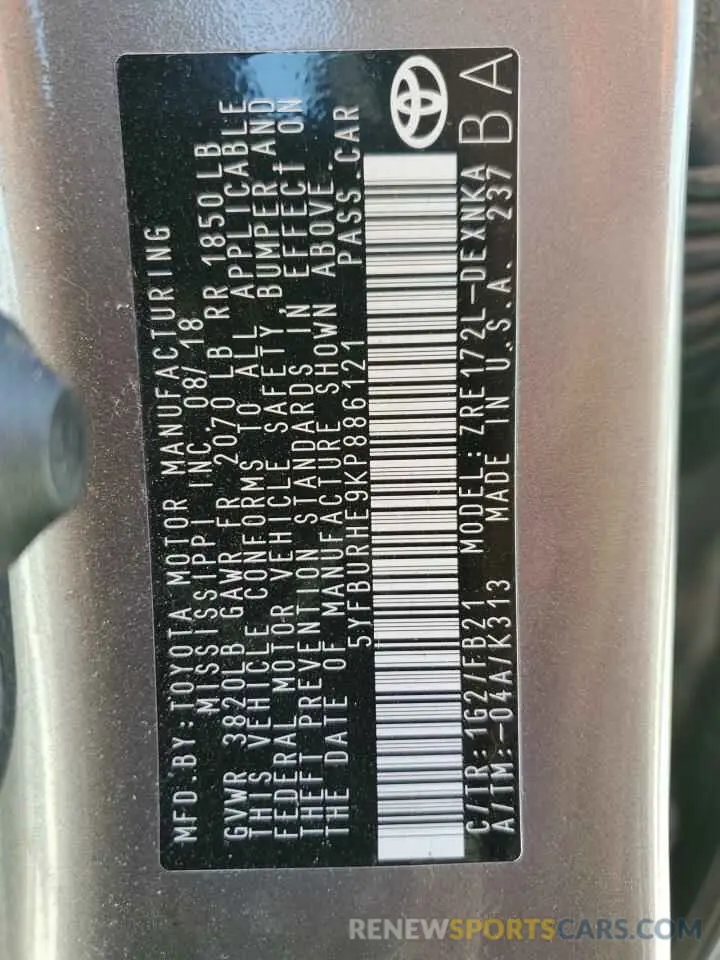 MFD.BY:TOYOTA MOTOR MANUFACTURING
MISSISSIPPI INC. 08/18
GVWR 3820LB GAWR FR 2070LB RR 1850LB
THIS VEHICLE CONFORMS TO ALL APPLICABLE
FEDERAL MOTOR VEHICLE SAFETY BUMPER AND
THEFT PREVENTION STANDARDS IN EFFECT ON
THE DATE OF MANUFACTURE SHOWN ABOVE.
5YFBURHE9KP886121 PASS.CAR
C/TR:1G2/FB21 MODEL:ZRE172L-DEXNKA
A/TM:-04A/K313 MADE IN U.S.A. 237
BA
RENEWSPORTSCARS.COM